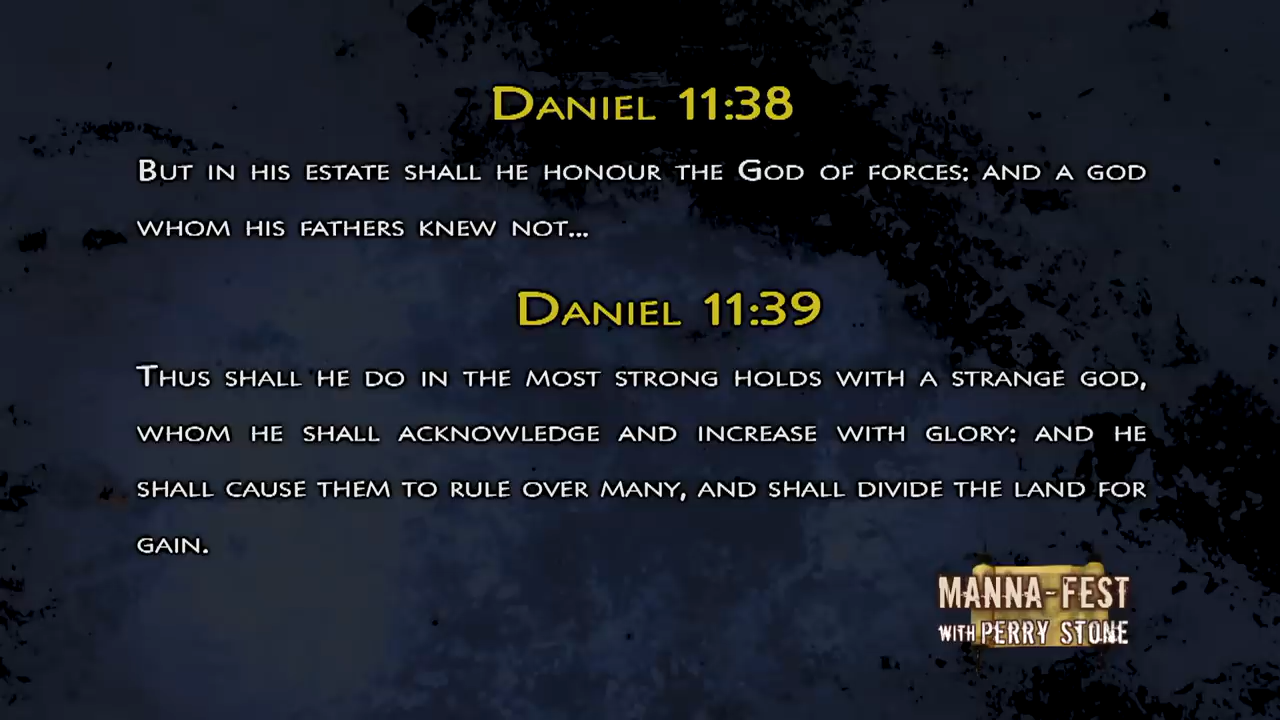 Daniel 11:38
But in his estate shall he honour the God of forces: and a god
whom his fathers knew not...
Daniel 11:39
Thus shall he do in the most strong holds with a strange god,
whom he shall acknowledge and increase with glory: and he
shall cause them to rule over many, and shall divide the land for
gain.
MANNA-FEST
WITH PERRY STONE